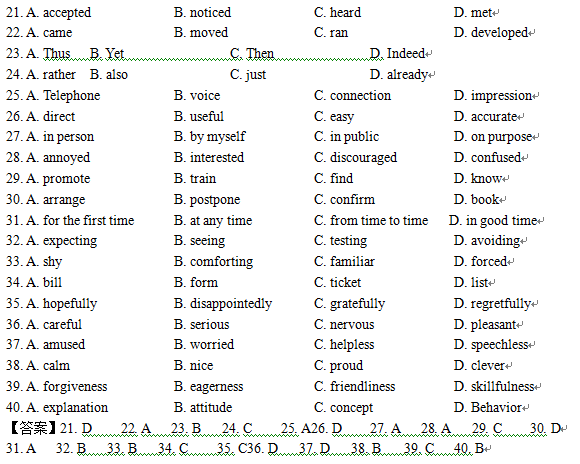 21. A. accepted B. noticed C. heard D. met
22. A. came B. moved C. ran D. developed
23. A. Thus B. Yet C. Then D. Indeed
24. A. rather B. also C. just D. already
25. A. Telephone B. voice C. connection D. impression
26. A. direct B. useful C. easy D. accurate
27. A. in person B. by myself C. in public D. on purpose
28. A. annoyed B. interested C. discouraged D. confused
29. A. promote B. train C. find D. know
30. A. arrange B. postpone C. confirm D. book
31. A. for the first time B. at any time C. from time to time D. in good time
32. A. expecting B. seeing C. testing D. avoiding
33. A. shy B. comforting C. familiar D. forced
34. A. bill B. form C. ticket D. list
35. A. hopefully B. disappointedly C. gratefully D. regretfully
36. A. careful B. serious C. nervous D. pleasant
37. A. amused B. worried C. helpless D. speechless
38. A. calm B. nice C. proud D. clever
39. A. forgiveness B. eagerness C. friendliness D. skillfulness
40. A. explanation B. attitude C. concept D. Behavior
【答案】21. D 22. A 23. B 24. C 25. A26. D 27. A 28. A 29. C 30. D
31. A 32. B 33. B 34. C 35. C36. D 37. D 38. B 39. C 40. B